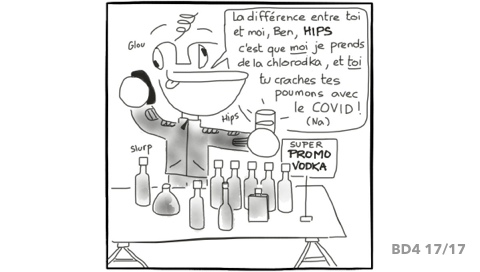 La différence entre toi
et moi, Ben, HIPS
c'est que moi je prends
de la chlorodka, et toi
tu craches tes
poumons avec
le COVID !
(Na)
Glou
Hips
Slurp
SUPER
PROMO
VODKA
BD4 17/17